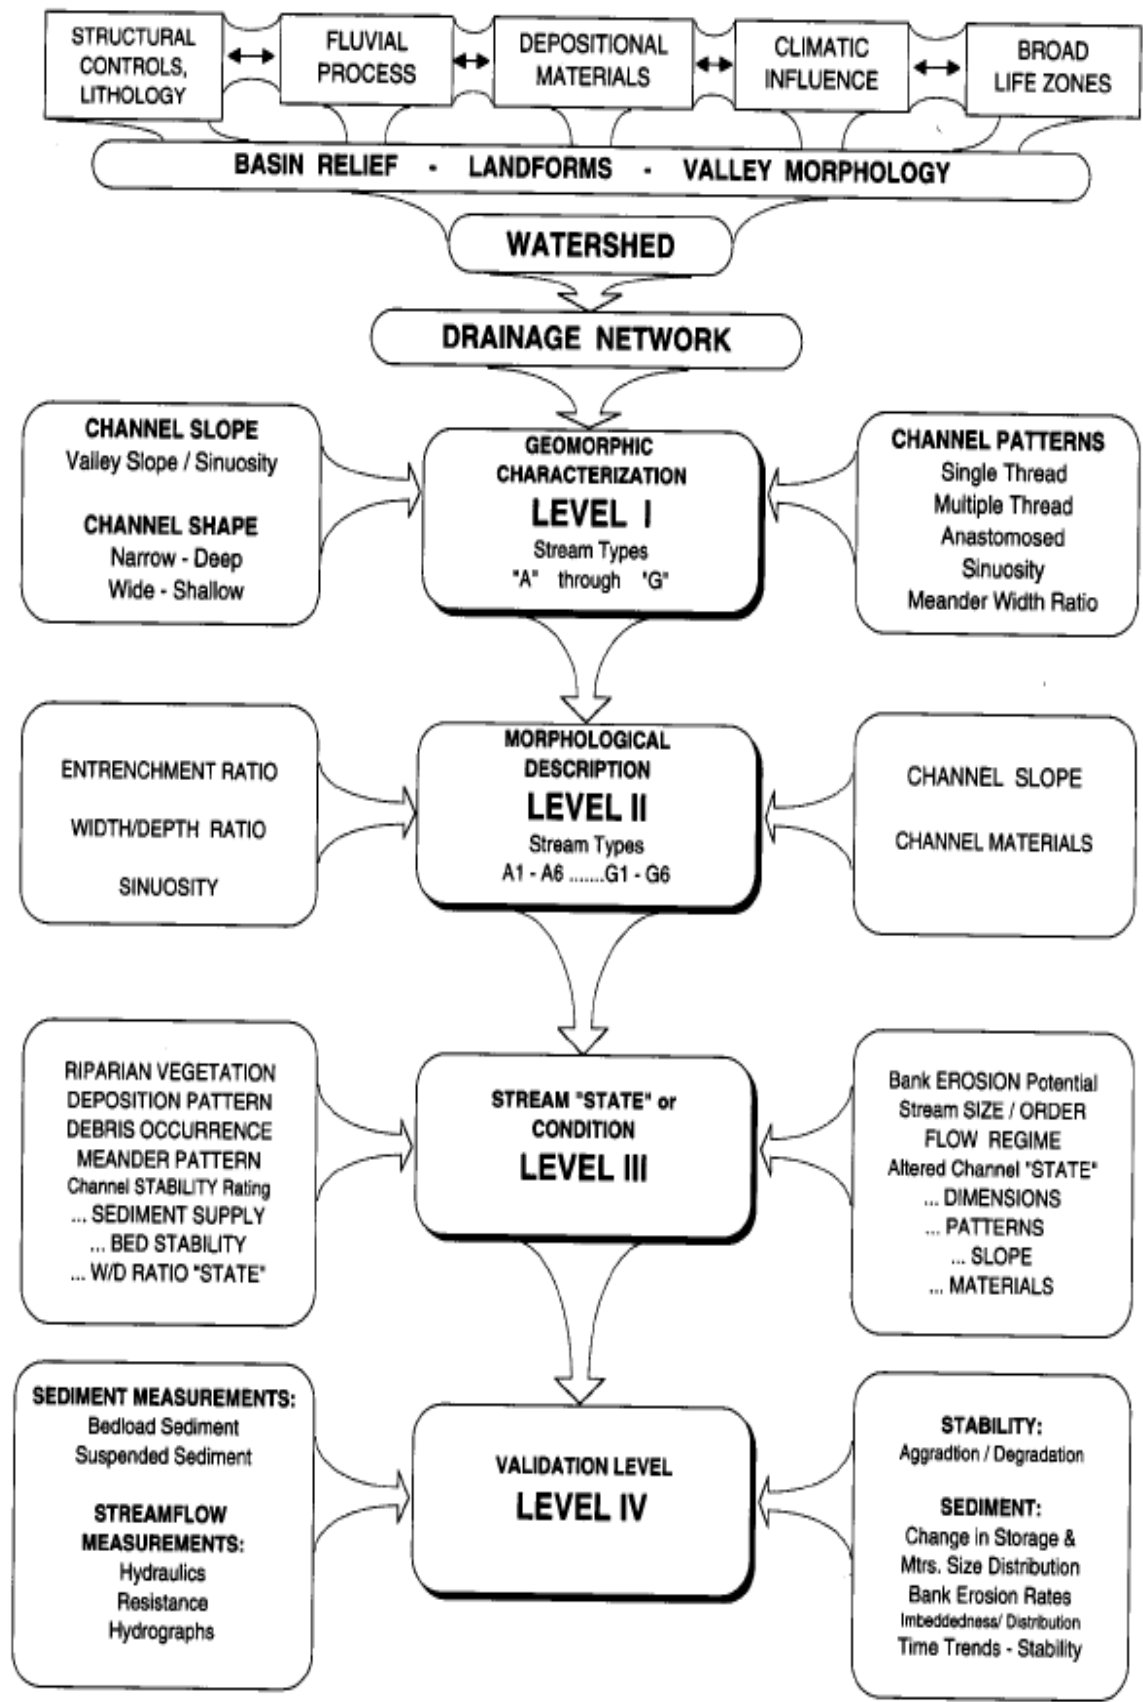 STRUCTURAL
CONTROLS,
LITHOLOGY
FLUVIAL
PROCESS
DEPOSITIONAL
MATERIALS
CLIMATIC
INFLUENCE
BROAD
LIFE ZONES
BASIN RELIEF - LANDFORMS - VALLEY MORPHOLOGY
WATERSHED
DRAINAGE NETWORK
CHANNEL SLOPE
Valley Slope / Sinuosity
CHANNEL SHAPE
Narrow - Deep
Wide - Shallow
GEOMORPHIC
CHARACTERIZATION
LEVEL I
Stream Types
"A" through "G"
CHANNEL PATTERNS
Single Thread
Multiple Thread
Anastomosed
Sinuosity
Meander Width Ratio
ENTRENCHMENT RATIO
WIDTH/DEPTH RATIO
SINUOSITY
MORPHOLOGICAL
DESCRIPTION
LEVEL II
Stream Types
A1 - A6 .......G1 - G6
CHANNEL SLOPE
CHANNEL MATERIALS
RIPARIAN VEGETATION
DEPOSITION PATTERN
DEBRIS OCCURRENCE
MEANDER PATTERN
Channel STABILITY Rating
... SEDIMENT SUPPLY
... BED STABILITY
... W/D RATIO "STATE"
STREAM "STATE" or
CONDITION
LEVEL III
Bank EROSION Potential
Stream SIZE / ORDER
FLOW REGIME
Altered Channel "STATE"
... DIMENSIONS
... PATTERNS
... SLOPE
... MATERIALS
SEDIMENT MEASUREMENTS:
Bedload Sediment
Suspended Sediment
STREAMFLOW
MEASUREMENTS:
Hydraulics
Resistance
Hydrographs
VALIDATION LEVEL
LEVEL IV
STABILITY:
Aggradtion / Degradation
SEDIMENT:
Change in Storage &
Mtrs. Size Distribution
Bank Erosion Rates
Imbeddedness/ Distribution
Time Trends - Stability